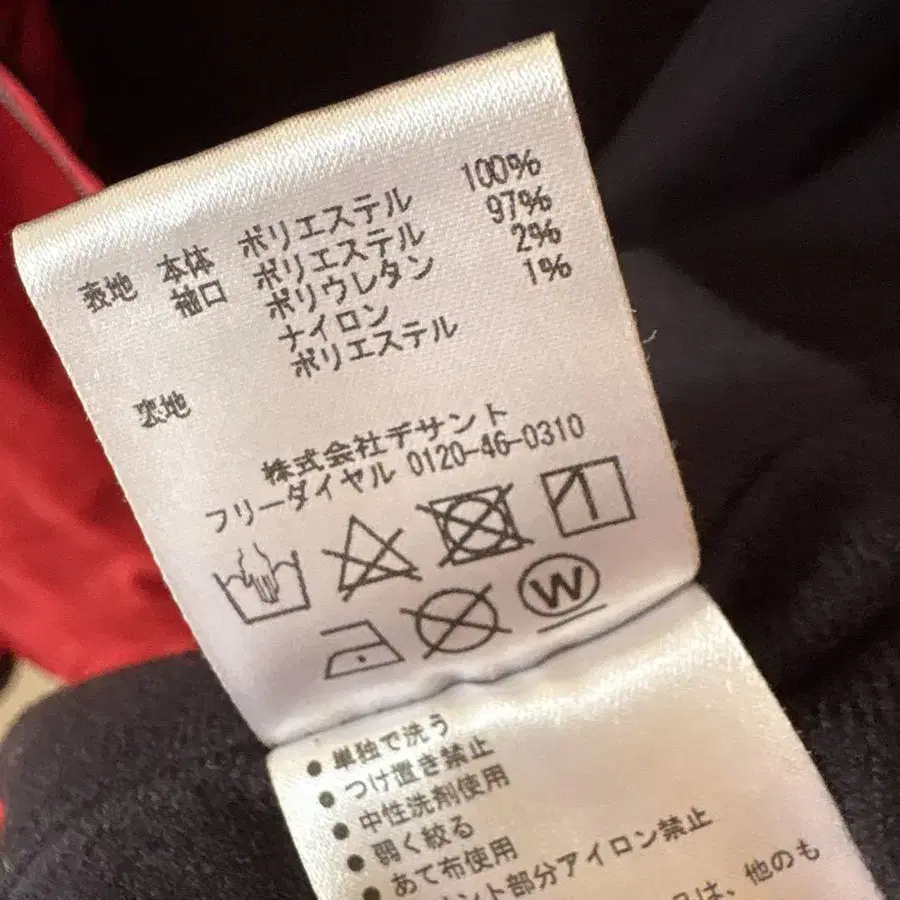 表地 本体 ポリエステル 100%
袖口 ポリエステル 97%
ポリウレタン 2%
ナイロン 1%
裏地 ポリエステル
株式会社デサント
フリーダイヤル 0120-46-0310
W
●単独で洗う
●つけ置き禁止
●中性洗剤使用
●弱く絞る
●あて布使用
ント部分アイロン禁止
は、他のも